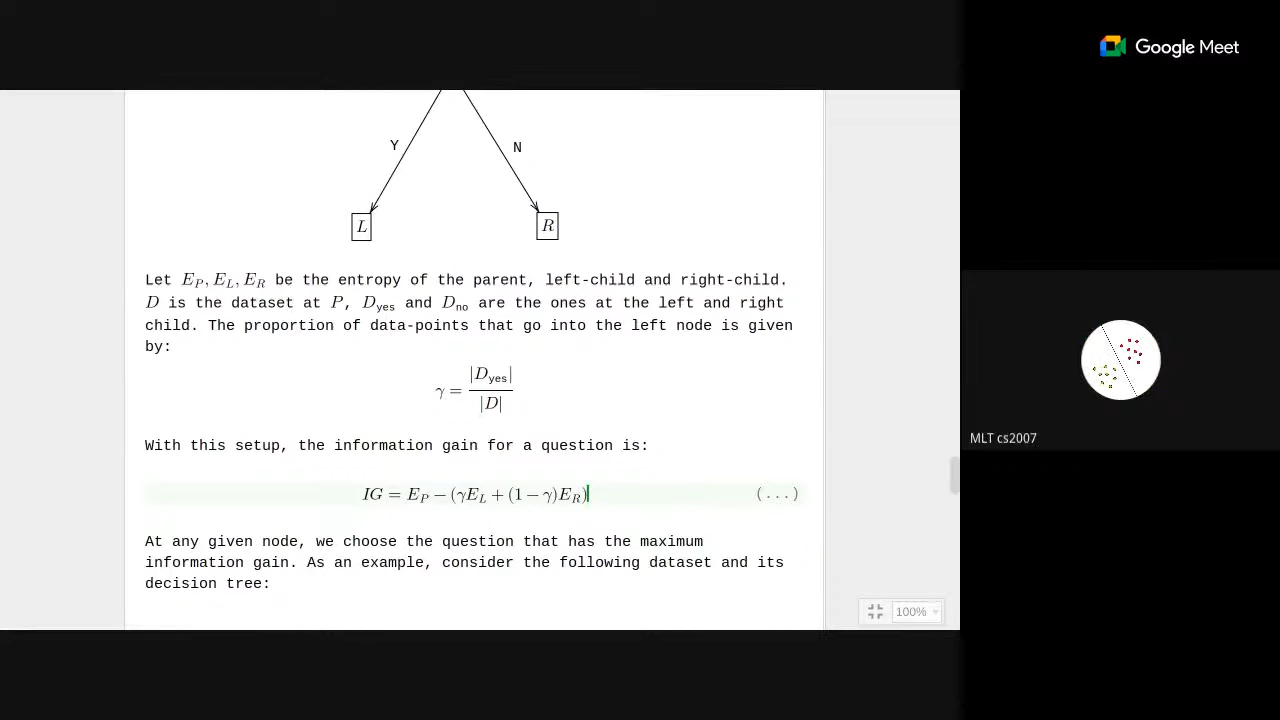 Google Meet
Y
N
L
R
Let E_P, E_L, E_R be the entropy of the parent, left-child and right-child.
D is the dataset at P, D_yes and D_no are the ones at the left and right
child. The proportion of data-points that go into the left node is given
by:
γ = |D_yes| / |D|
MLT cs2007
With this setup, the information gain for a question is:
IG = E_P − (γE_L + (1 − γ)E_R) (...)
At any given node, we choose the question that has the maximum
information gain. As an example, consider the following dataset and its
decision tree:
100%